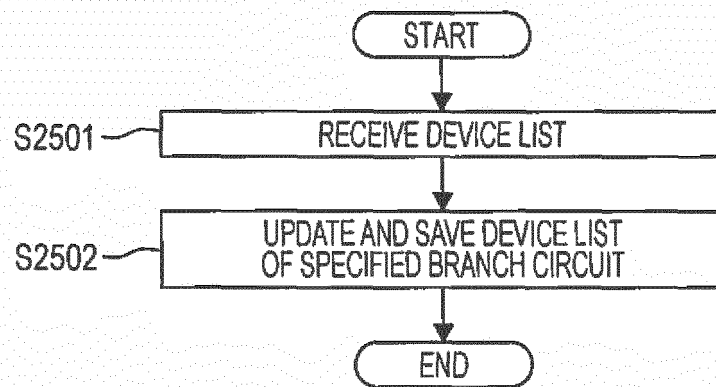 START
S2501
RECEIVE DEVICE LIST
S2502
UPDATE AND SAVE DEVICE LIST
OF SPECIFIED BRANCH CIRCUIT
END